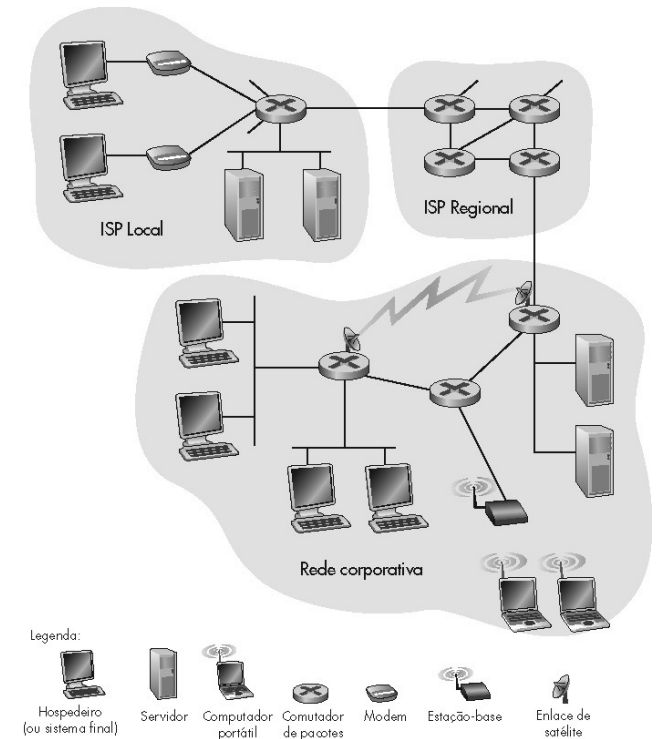 ISP Local
ISP Regional
Rede corporativa
Legenda:
Hospedeiro
(ou sistema final)
Servidor
Computador
portátil
Comutador
de pacotes
Modem
Estação-base
Enlace de
satélite